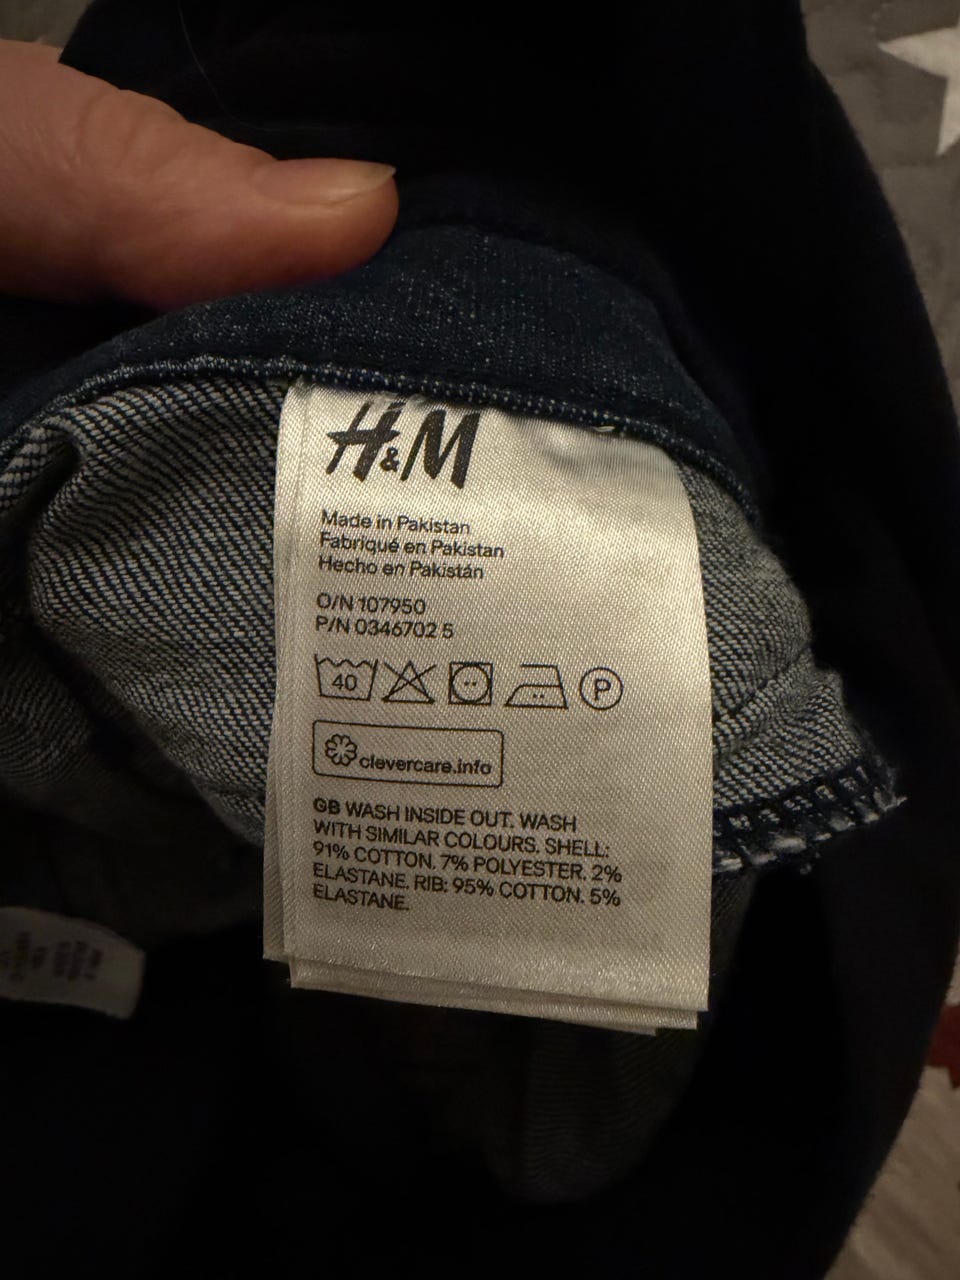 H&M
Made in Pakistan
Fabriqué en Pakistan
Hecho en Pakistán
O/N 107950
P/N 0346702 5
40 P
clevercare.info
GB WASH INSIDE OUT. WASH
WITH SIMILAR COLOURS. SHELL:
91% COTTON. 7% POLYESTER. 2%
ELASTANE. RIB: 95% COTTON. 5%
ELASTANE.